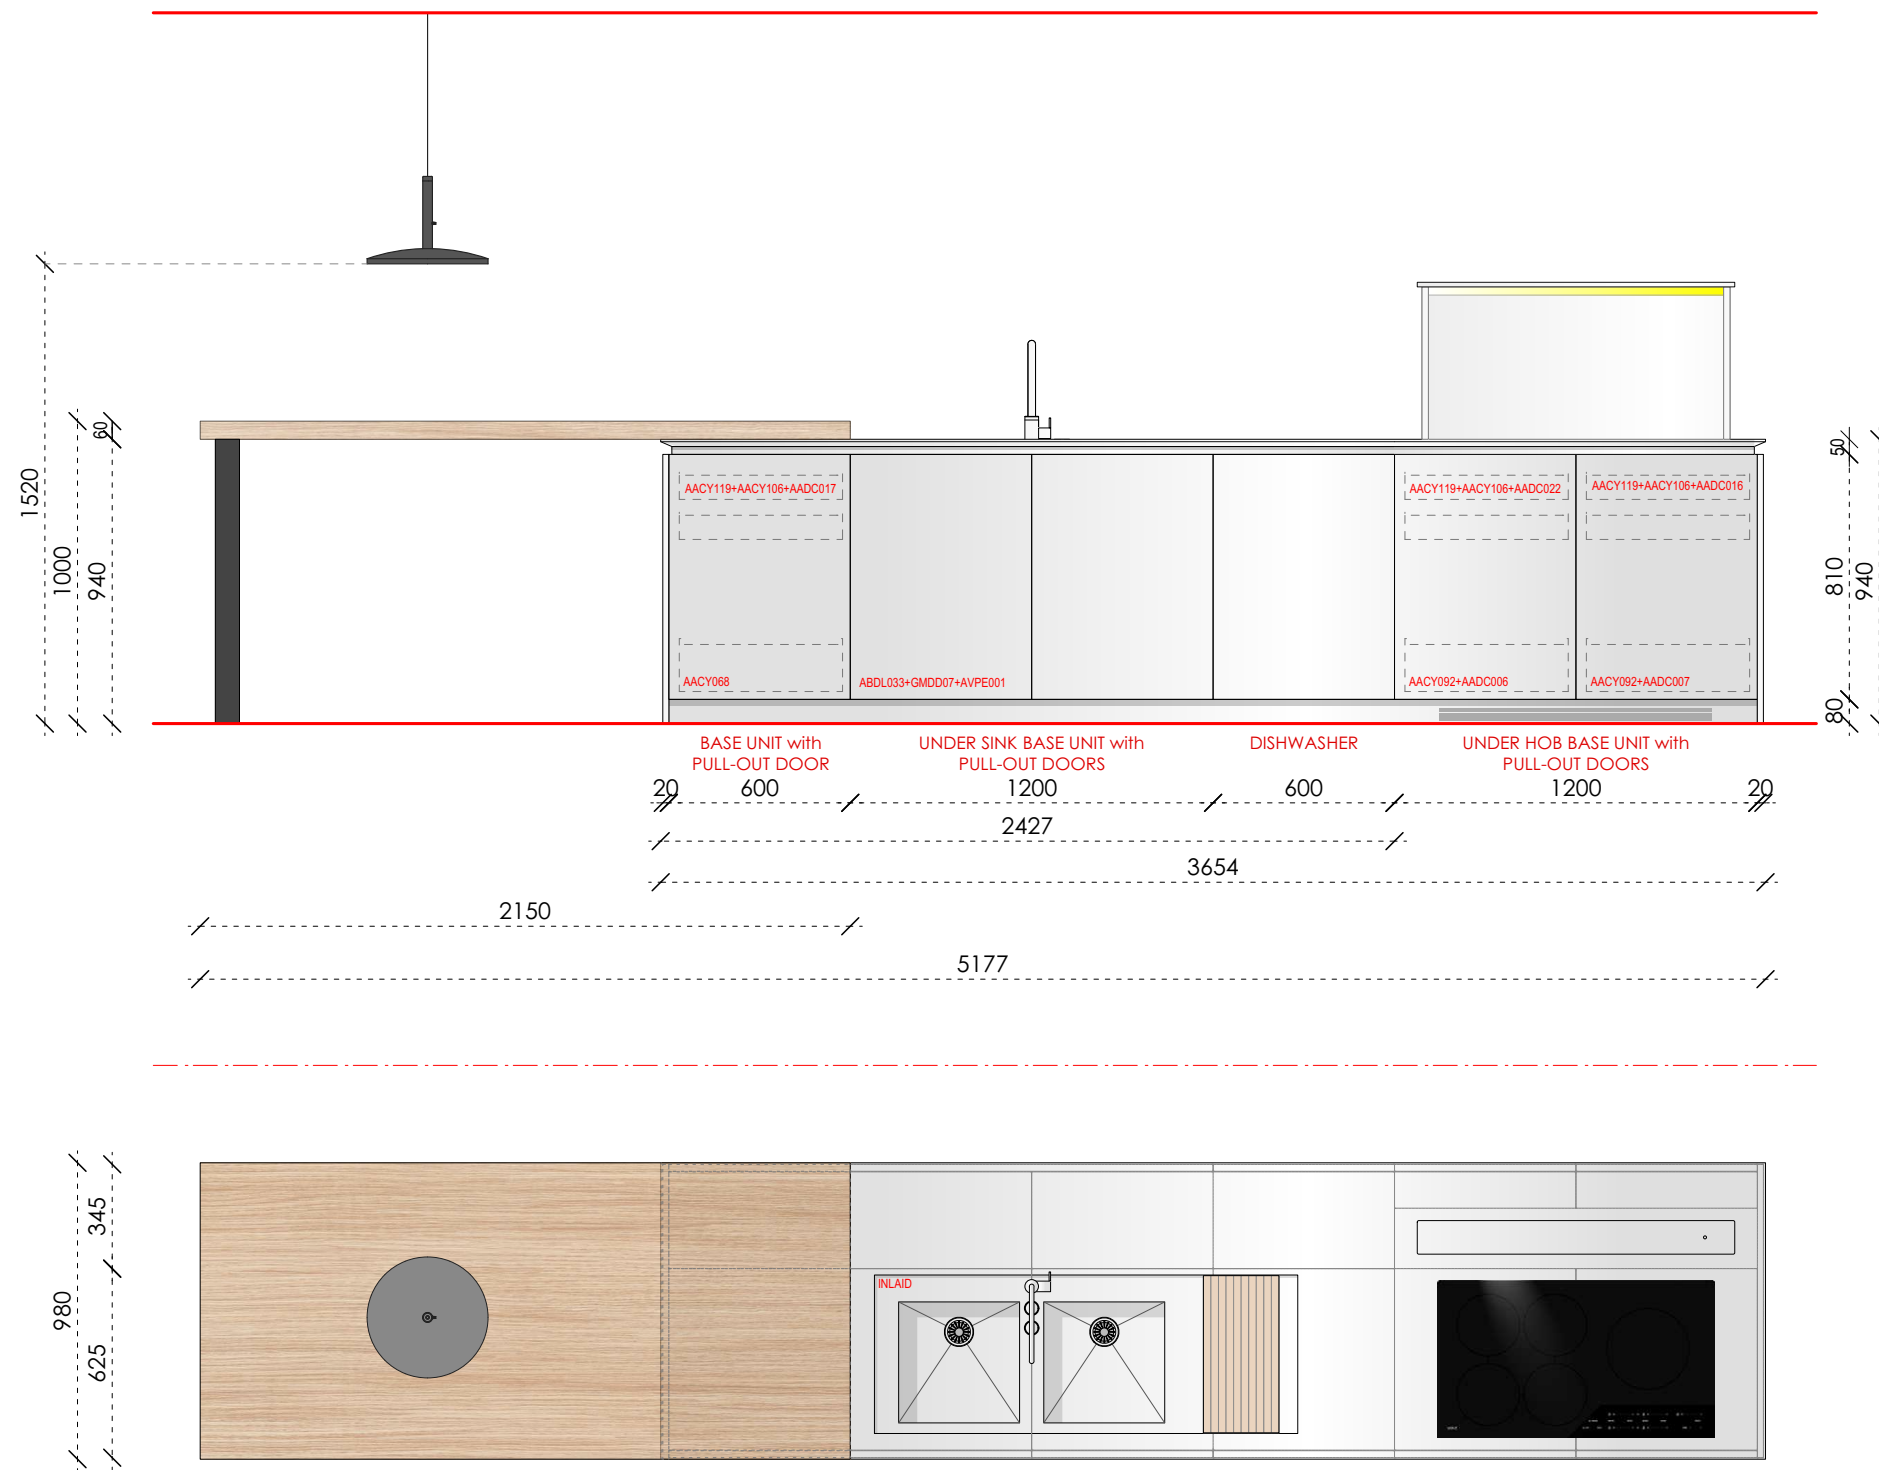 1520
1000
940
60
50
810
940
80
AACY119+AACY106+AADC017
AACY119+AACY106+AADC022
AACY119+AACY106+AADC016
AACY068
ABDL033+GMDD07+AVPE001
AACY092+AADC006
AACY092+AADC007
BASE UNIT with
PULL-OUT DOOR
UNDER SINK BASE UNIT with
PULL-OUT DOORS
DISHWASHER
UNDER HOB BASE UNIT with
PULL-OUT DOORS
20 600 1200 600 1200 20
2427
3654
2150
5177
980
345
625
INLAID